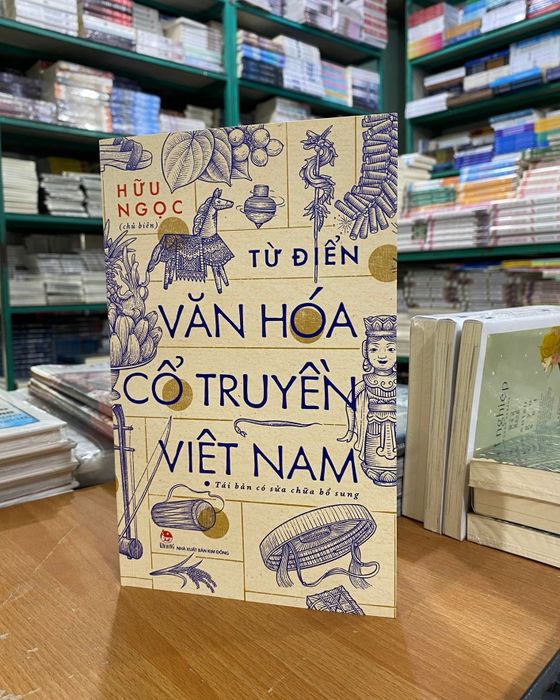 HỮU
NGỌC
(chủ biên)
TỪ ĐIỂN
VĂN HÓA
CỔ TRUYỀN
VIỆT NAM
• Tái bản có sửa chữa bổ sung
NHÀ XUẤT BẢN KIM ĐỒNG
nghiệp